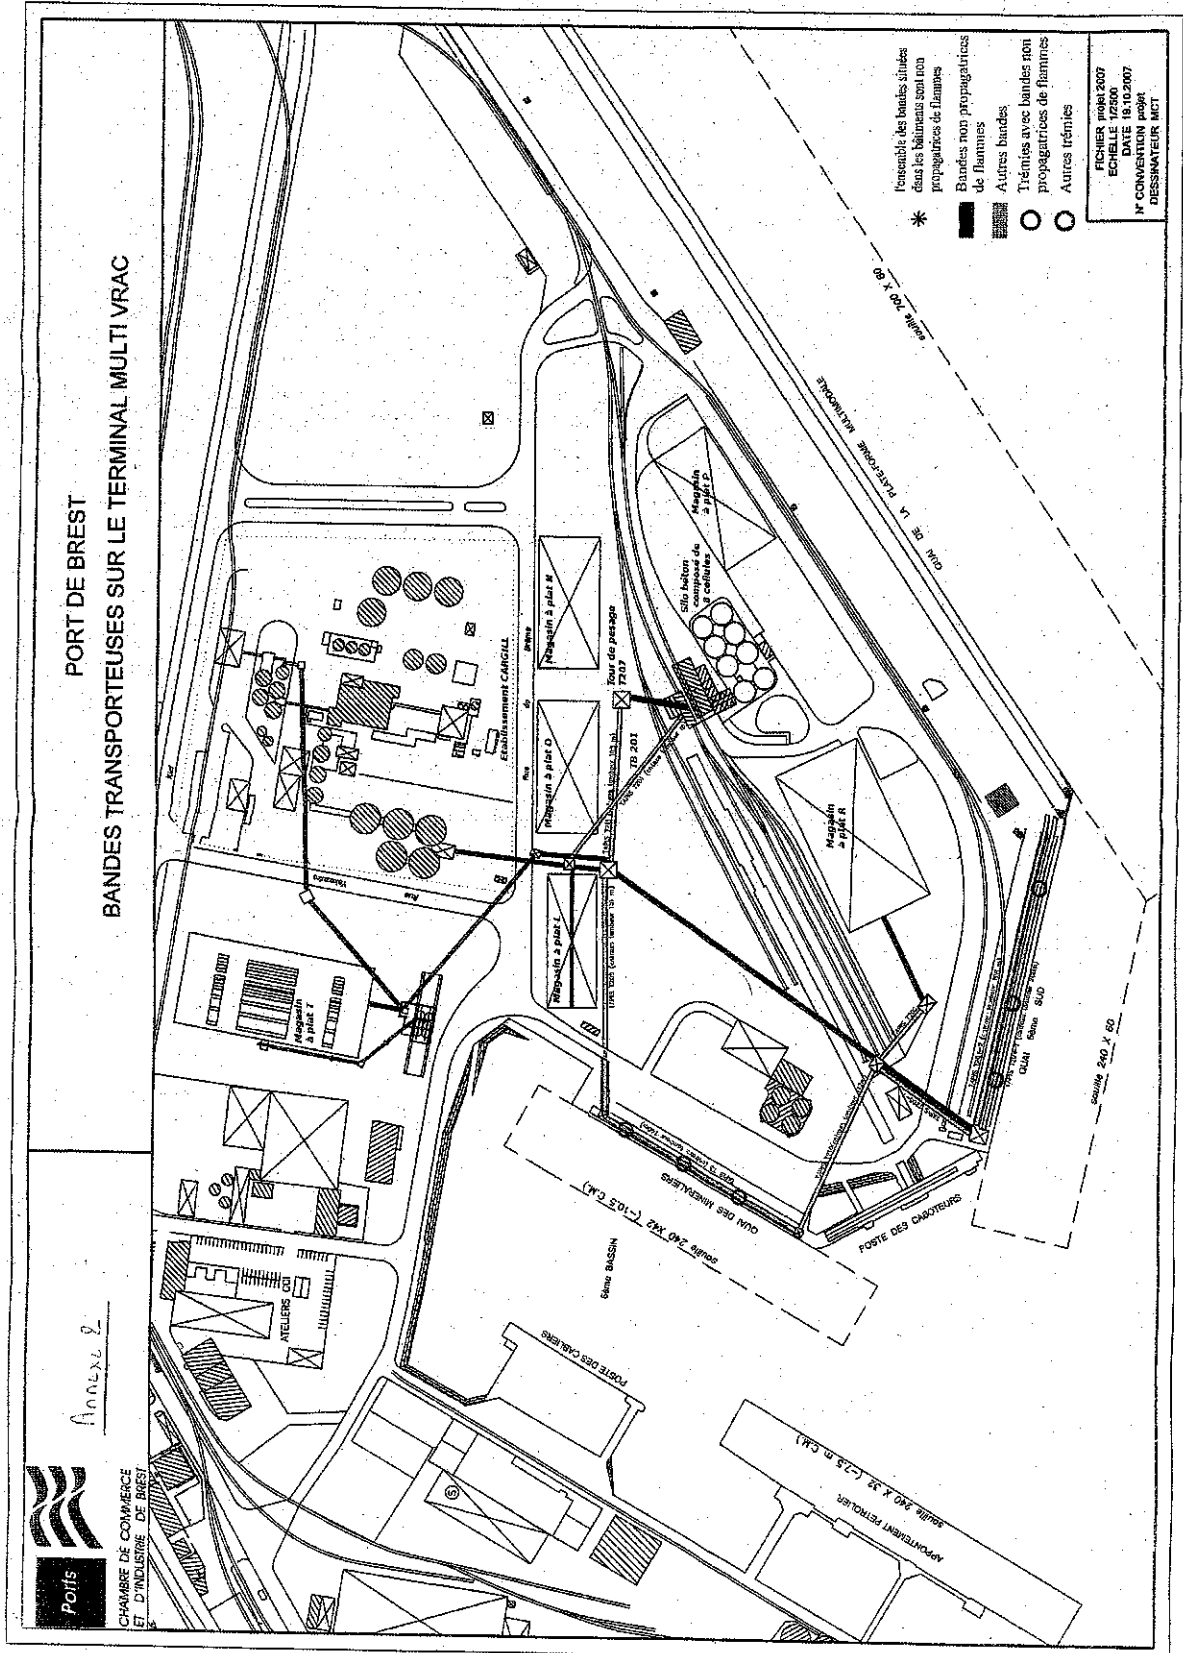 PORT DE BREST
BANDES TRANSPORTEUSES SUR LE TERMINAL MULTI VRAC
Annexe 2
Ports
CHAMBRE DE COMMERCE
ET D'INDUSTRIE DE BREST
ATELIERS CCI
Magasin
à plat T
Rue
Rue de Brême
Etablissement CARGILL
Magasin à plat L
Magasin à plat O
Magasin à plat N
Tour de pesage
T207
TB 201
Silo béton
composé de
8 cellules
Magasin
à plat P
Magasin
à plat R
QUAI DE LA PLATE-FORME MULTIMODALE
souille 700 X 80
QUAI 6ème SUD
souille 240 X 60
POSTE DES CABOTEURS
QUAI DES MINERALIERS
souille 240 X42 (-10,5 C.M.)
6ème BASSIN
POSTE DES CABLIERS
APPONTEMENT PETROLIER
souille 240 X 32 (-7,5 m C.M.)
S
l'ensemble des bandes situées
dans les bâtiments sont non
propagatrices de flammes
Bandes non propagatrices
de flammes
Autres bandes
Trémies avec bandes non
propagatrices de flammes
Autres trémies
FICHIER projet 2007
ECHELLE 1/2500
DATE 19.10.2007
N° CONVENTION projet
DESSINATEUR MCT